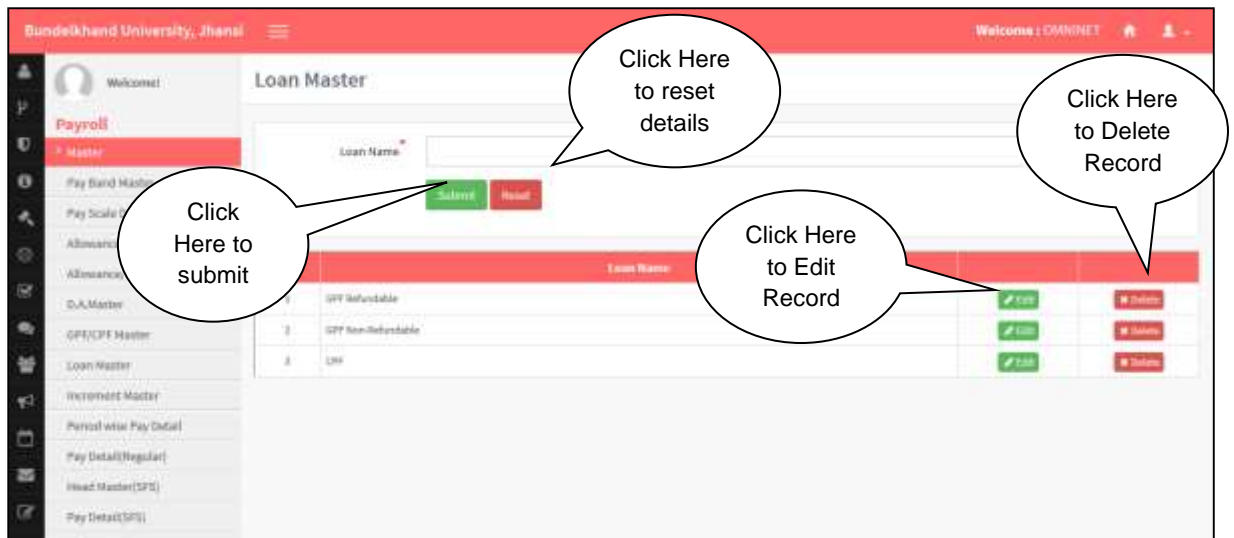 Bundelkhand University, Jhansi
Welcome : OMNINET
Welcome!
Payroll
Master
Pay Band Master
Pay Scale
Allowance
Allowance
D.A.Master
GPF/CPF Master
Loan Master
Increment Master
Period wise Pay Detail
Pay Detail(Regular)
Head Master(SFS)
Pay Detail(SFS)
Loan Master
Loan Name*
Submit Reset
Loan Name
1 GPF Refundable Edit Delete
2 GPF Non-Refundable Edit Delete
3 Edit Delete
Click Here
to reset
details
Click Here
to Delete
Record
Click
Here to
submit
Click Here
to Edit
Record